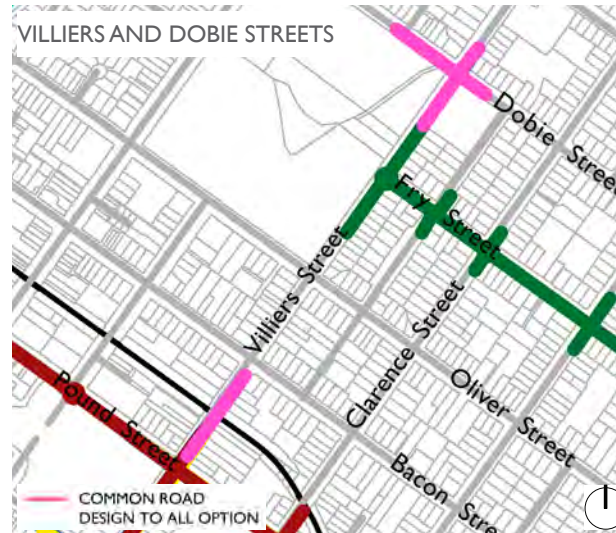 VILLIERS AND DOBIE STREETS
Dobie Street
Fry Street
Villiers Street
Clarence Street
Oliver Street
Pound Street
Bacon Stre
COMMON ROAD
DESIGN TO ALL OPTION